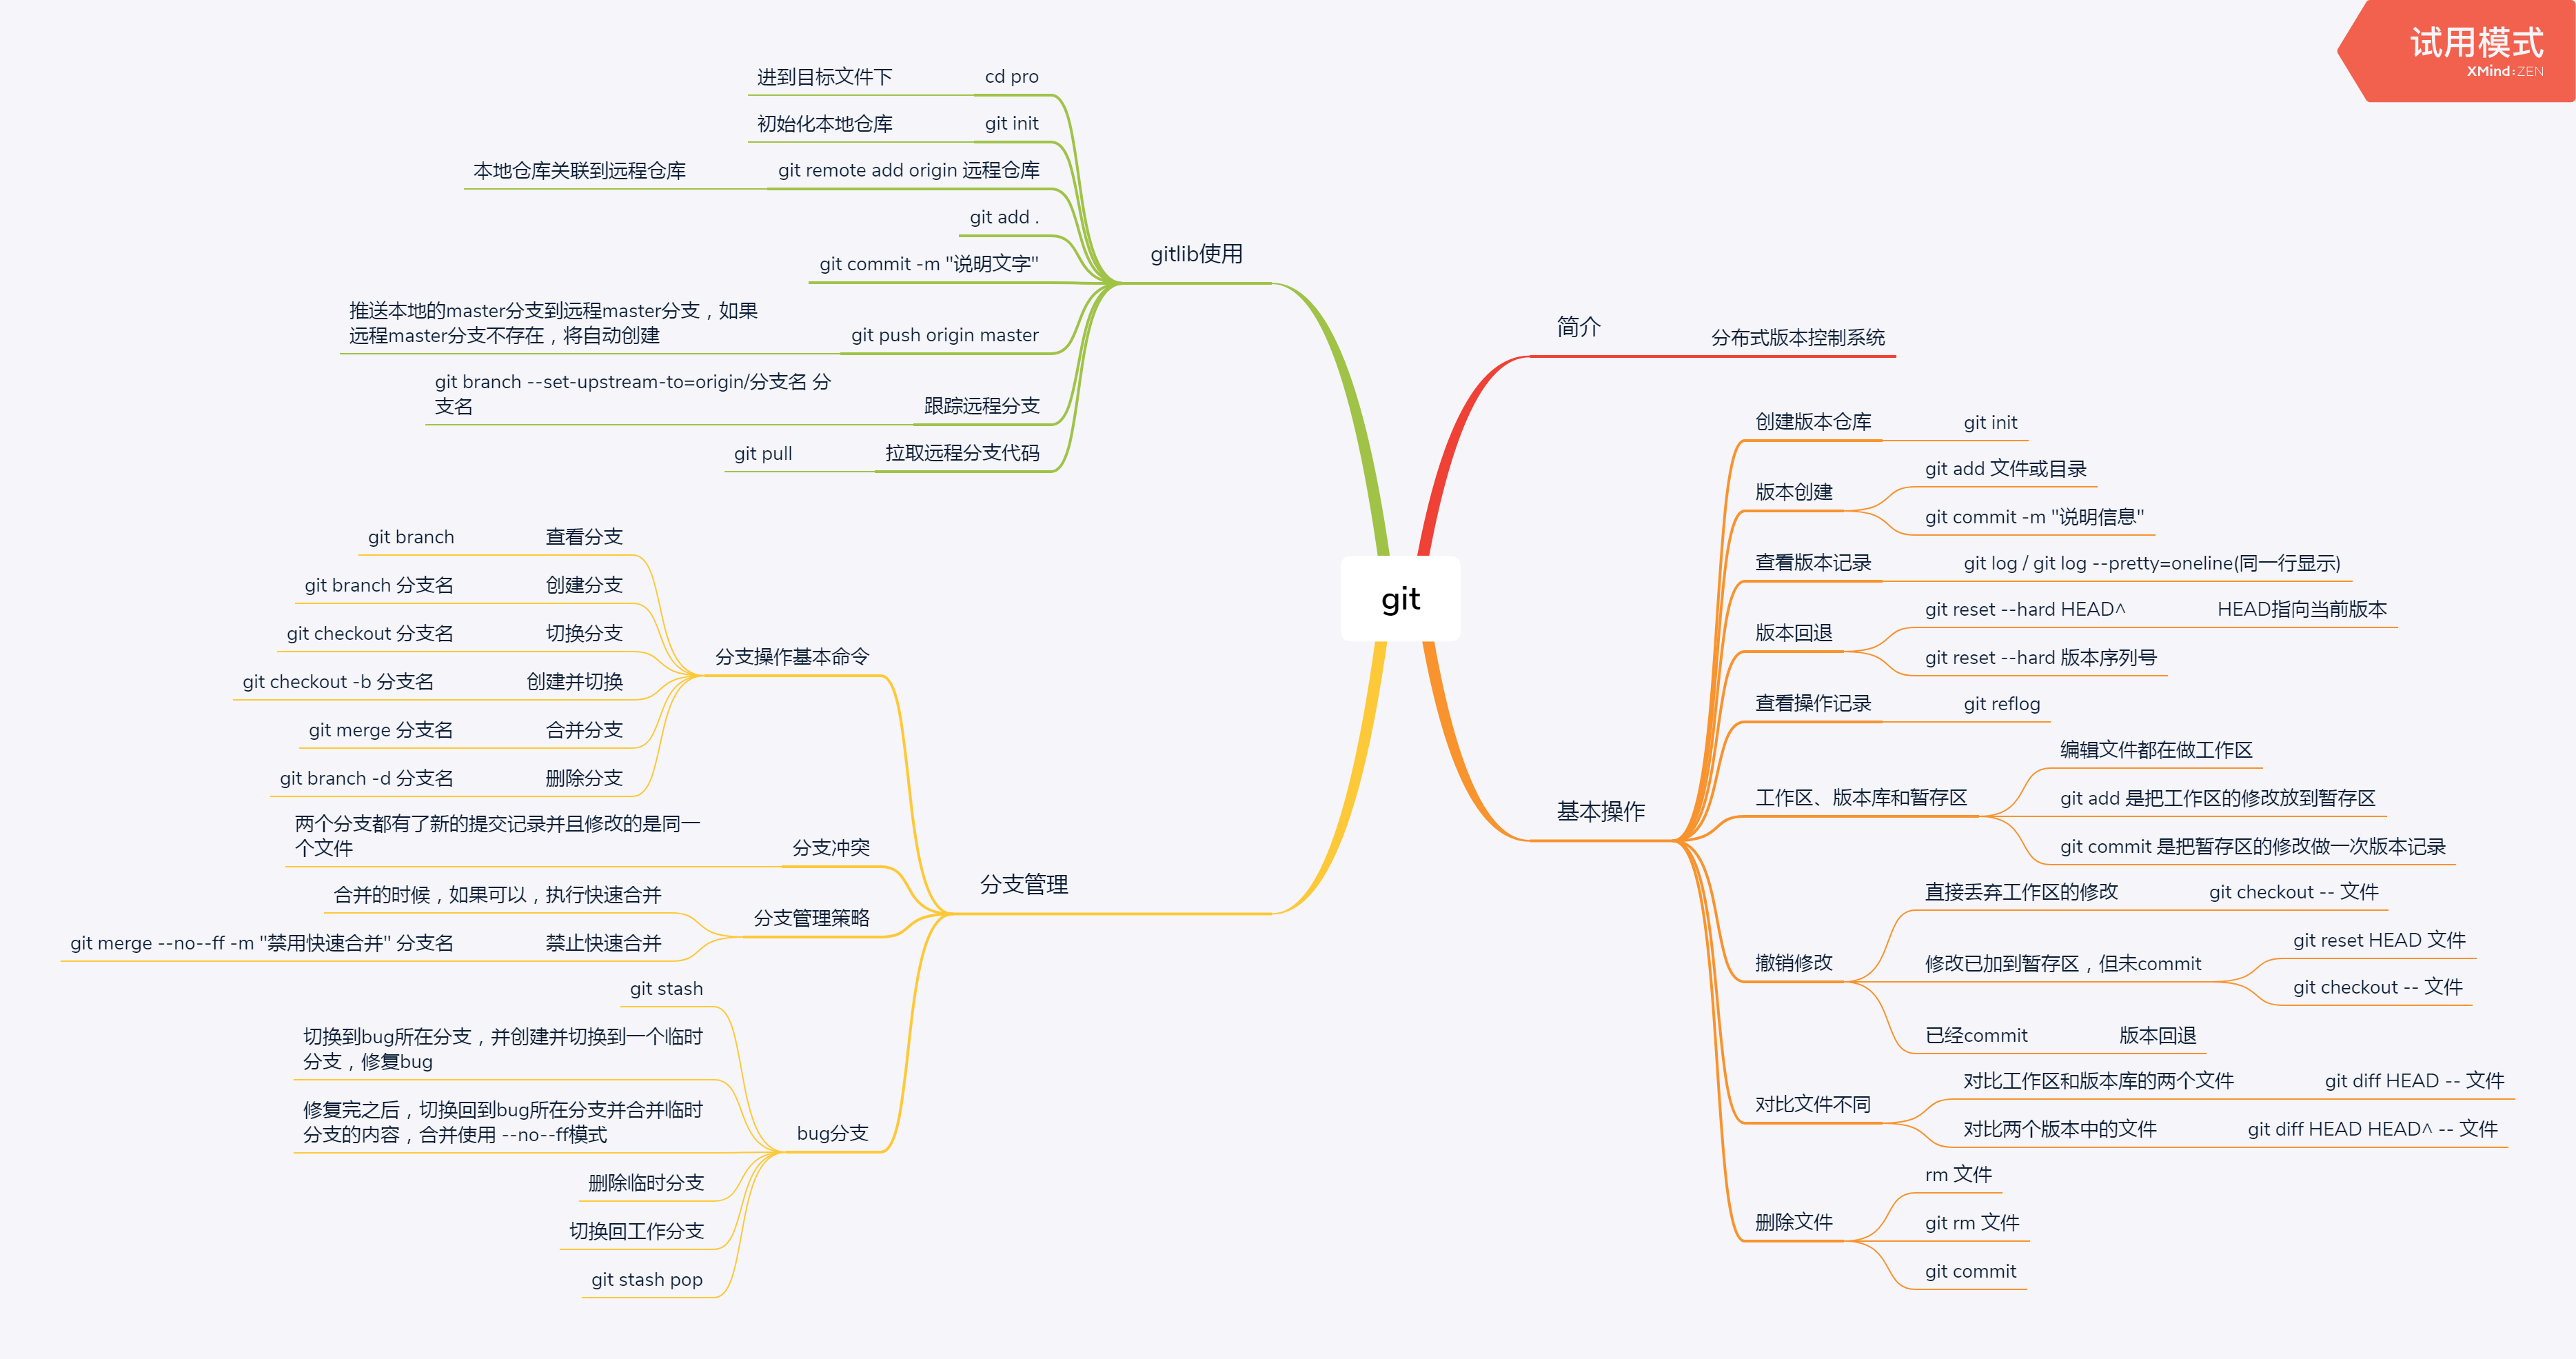 试用模式
XMind:ZEN
git
简介
分布式版本控制系统
基本操作
创建版本仓库
git init
版本创建
git add 文件或目录
git commit -m "说明信息"
查看版本记录
git log / git log --pretty=oneline(同一行显示)
版本回退
git reset --hard HEAD^
HEAD指向当前版本
git reset --hard 版本序列号
查看操作记录
git reflog
工作区、版本库和暂存区
编辑文件都在做工作区
git add 是把工作区的修改放到暂存区
git commit 是把暂存区的修改做一次版本记录
撤销修改
直接丢弃工作区的修改
git checkout -- 文件
修改已加到暂存区，但未commit
git reset HEAD 文件
git checkout -- 文件
已经commit
版本回退
对比文件不同
对比工作区和版本库的两个文件
git diff HEAD -- 文件
对比两个版本中的文件
git diff HEAD HEAD^ -- 文件
删除文件
rm 文件
git rm 文件
git commit
gitlib使用
cd pro
进到目标文件下
git init
初始化本地仓库
git remote add origin 远程仓库
本地仓库关联到远程仓库
git add .
git commit -m "说明文字"
git push origin master
推送本地的master分支到远程master分支，如果
远程master分支不存在，将自动创建
跟踪远程分支
git branch --set-upstream-to=origin/分支名 分
支名
拉取远程分支代码
git pull
分支管理
分支操作基本命令
查看分支
git branch
创建分支
git branch 分支名
切换分支
git checkout 分支名
创建并切换
git checkout -b 分支名
合并分支
git merge 分支名
删除分支
git branch -d 分支名
分支冲突
两个分支都有了新的提交记录并且修改的是同一
个文件
分支管理策略
合并的时候，如果可以，执行快速合并
禁止快速合并
git merge --no--ff -m "禁用快速合并" 分支名
bug分支
git stash
切换到bug所在分支，并创建并切换到一个临时
分支，修复bug
修复完之后，切换回到bug所在分支并合并临时
分支的内容，合并使用 --no--ff模式
删除临时分支
切换回工作分支
git stash pop